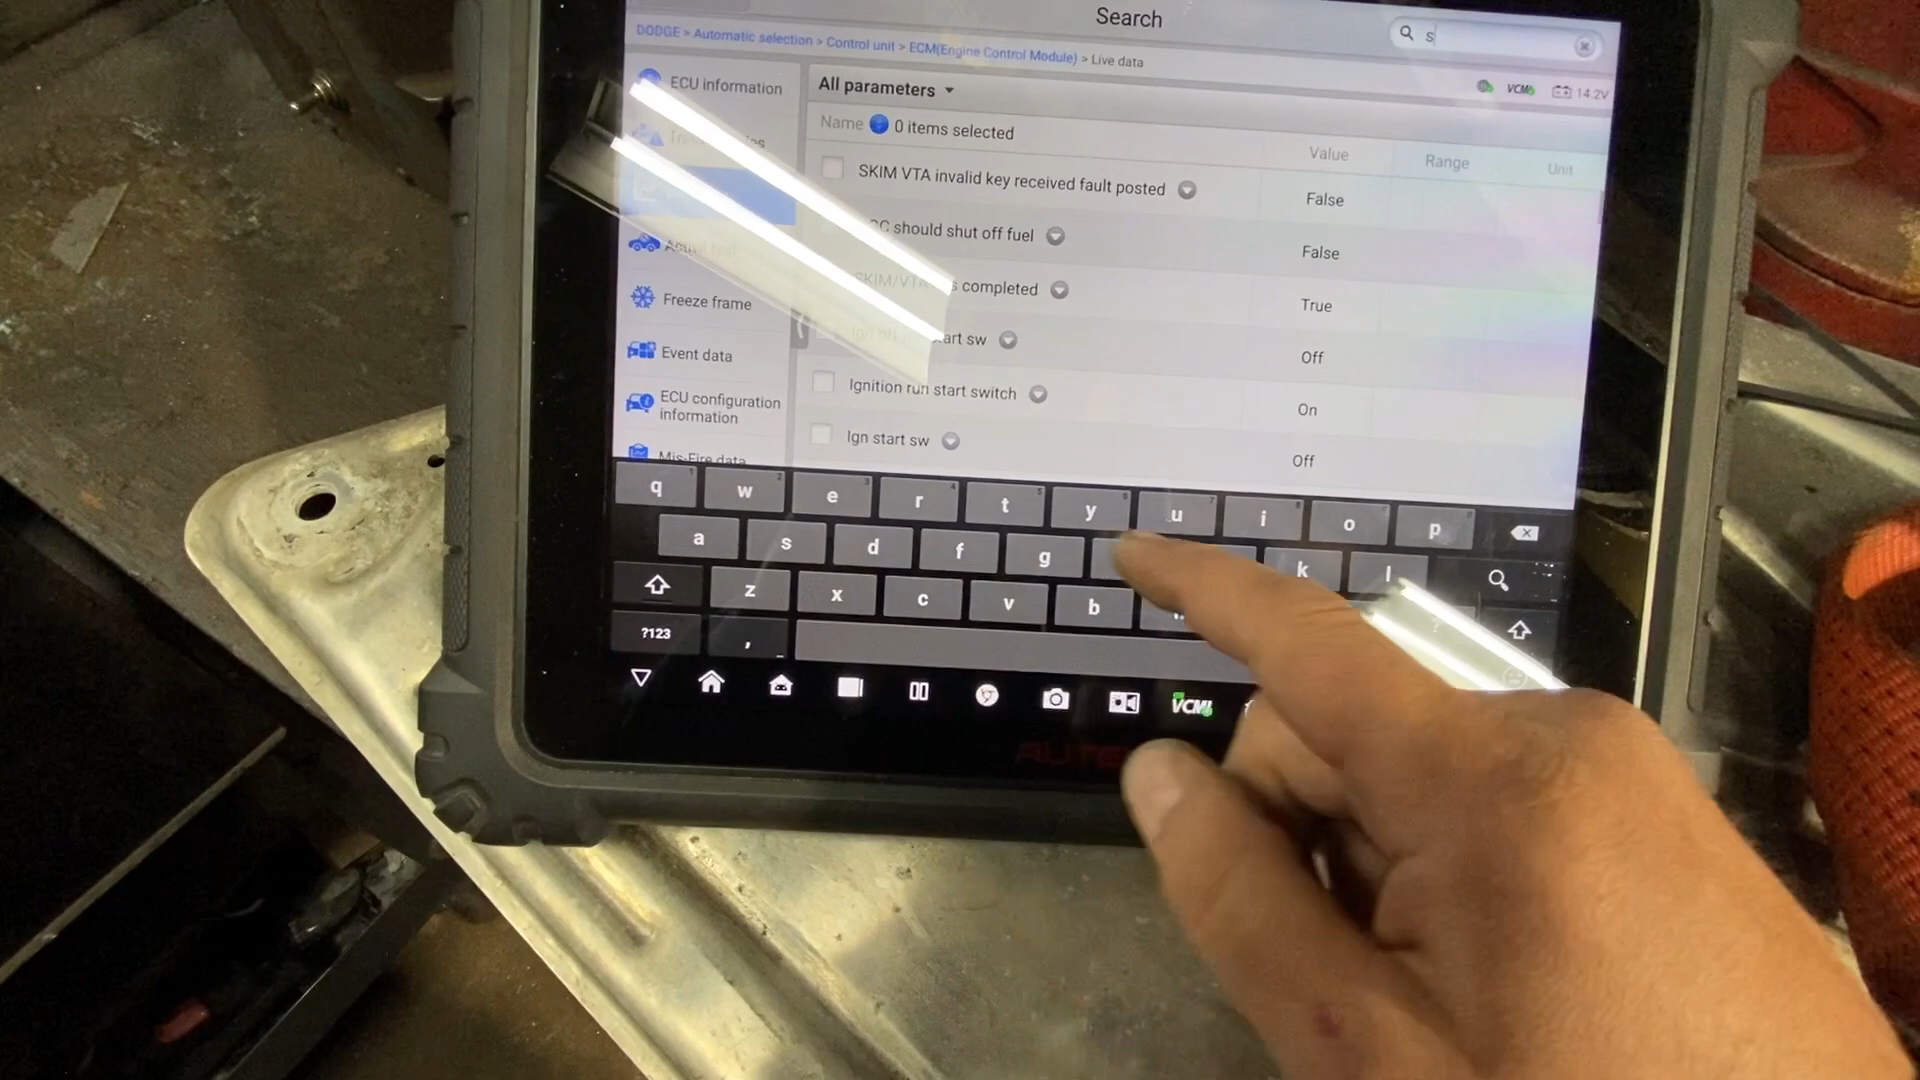 Search
s
DODGE > Automatic selection > Control unit > ECM(Engine Control Module) > Live data
VCMI 14.2V
ECU information
Freeze frame
Event data
ECU configuration
information
Mis-Fire data
All parameters
Name 0 items selected Value Range Unit
SKIM VTA invalid key received fault posted False
should shut off fuel False
completed True
sw Off
Ignition run start switch On
Ign start sw Off
q w e r t y u i o p
a s d f g k l
z x c v b
?123 ,
VCMI